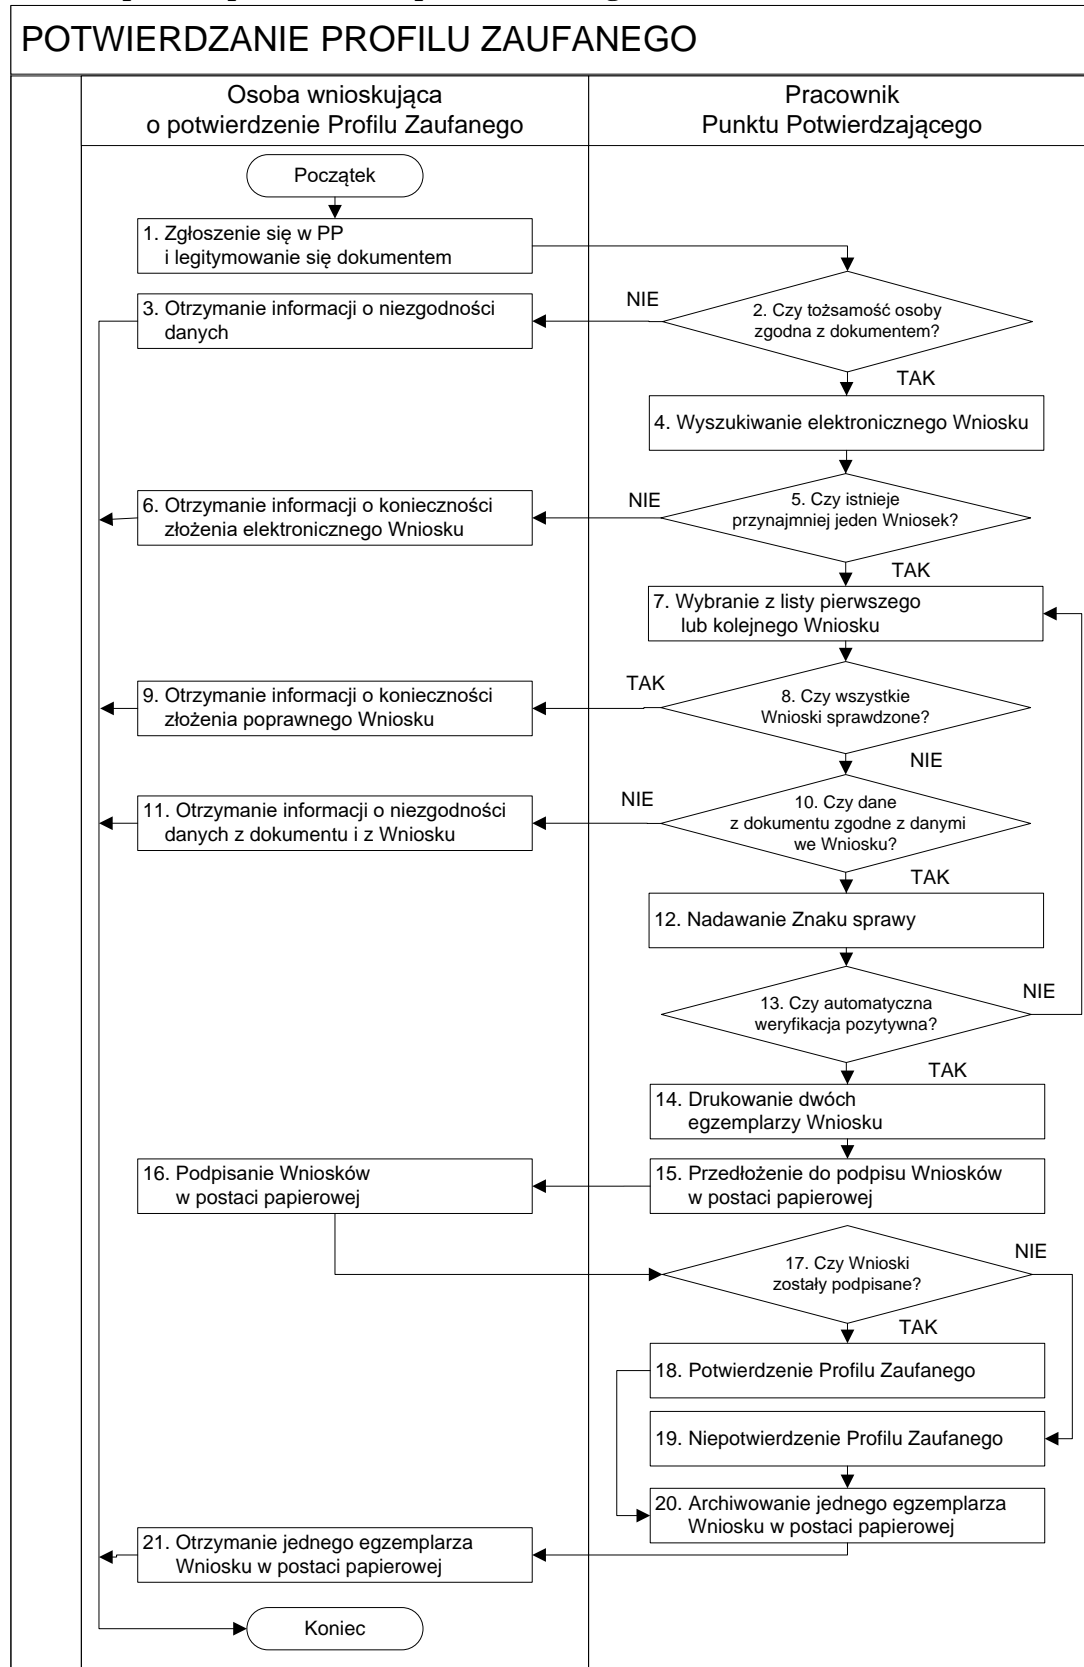 POTWIERDZANIE PROFILU ZAUFANEGO
Osoba wnioskująca
o potwierdzenie Profilu Zaufanego
Pracownik
Punktu Potwierdzającego
Początek
1. Zgłoszenie się w PP
i legitymowanie się dokumentem
NIE
2. Czy tożsamość osoby
zgodna z dokumentem?
3. Otrzymanie informacji o niezgodności
danych
TAK
4. Wyszukiwanie elektronicznego Wniosku
NIE
5. Czy istnieje
przynajmniej jeden Wniosek?
6. Otrzymanie informacji o konieczności
złożenia elektronicznego Wniosku
TAK
7. Wybranie z listy pierwszego
lub kolejnego Wniosku
TAK
8. Czy wszystkie
Wnioski sprawdzone?
9. Otrzymanie informacji o konieczności
złożenia poprawnego Wniosku
NIE
NIE
10. Czy dane
z dokumentu zgodne z danymi
we Wniosku?
11. Otrzymanie informacji o niezgodności
danych z dokumentu i z Wniosku
TAK
12. Nadawanie Znaku sprawy
NIE
13. Czy automatyczna
weryfikacja pozytywna?
TAK
14. Drukowanie dwóch
egzemplarzy Wniosku
15. Przedłożenie do podpisu Wniosków
w postaci papierowej
16. Podpisanie Wniosków
w postaci papierowej
NIE
17. Czy Wnioski
zostały podpisane?
TAK
18. Potwierdzenie Profilu Zaufanego
19. Niepotwierdzenie Profilu Zaufanego
20. Archiwowanie jednego egzemplarza
Wniosku w postaci papierowej
21. Otrzymanie jednego egzemplarza
Wniosku w postaci papierowej
Koniec